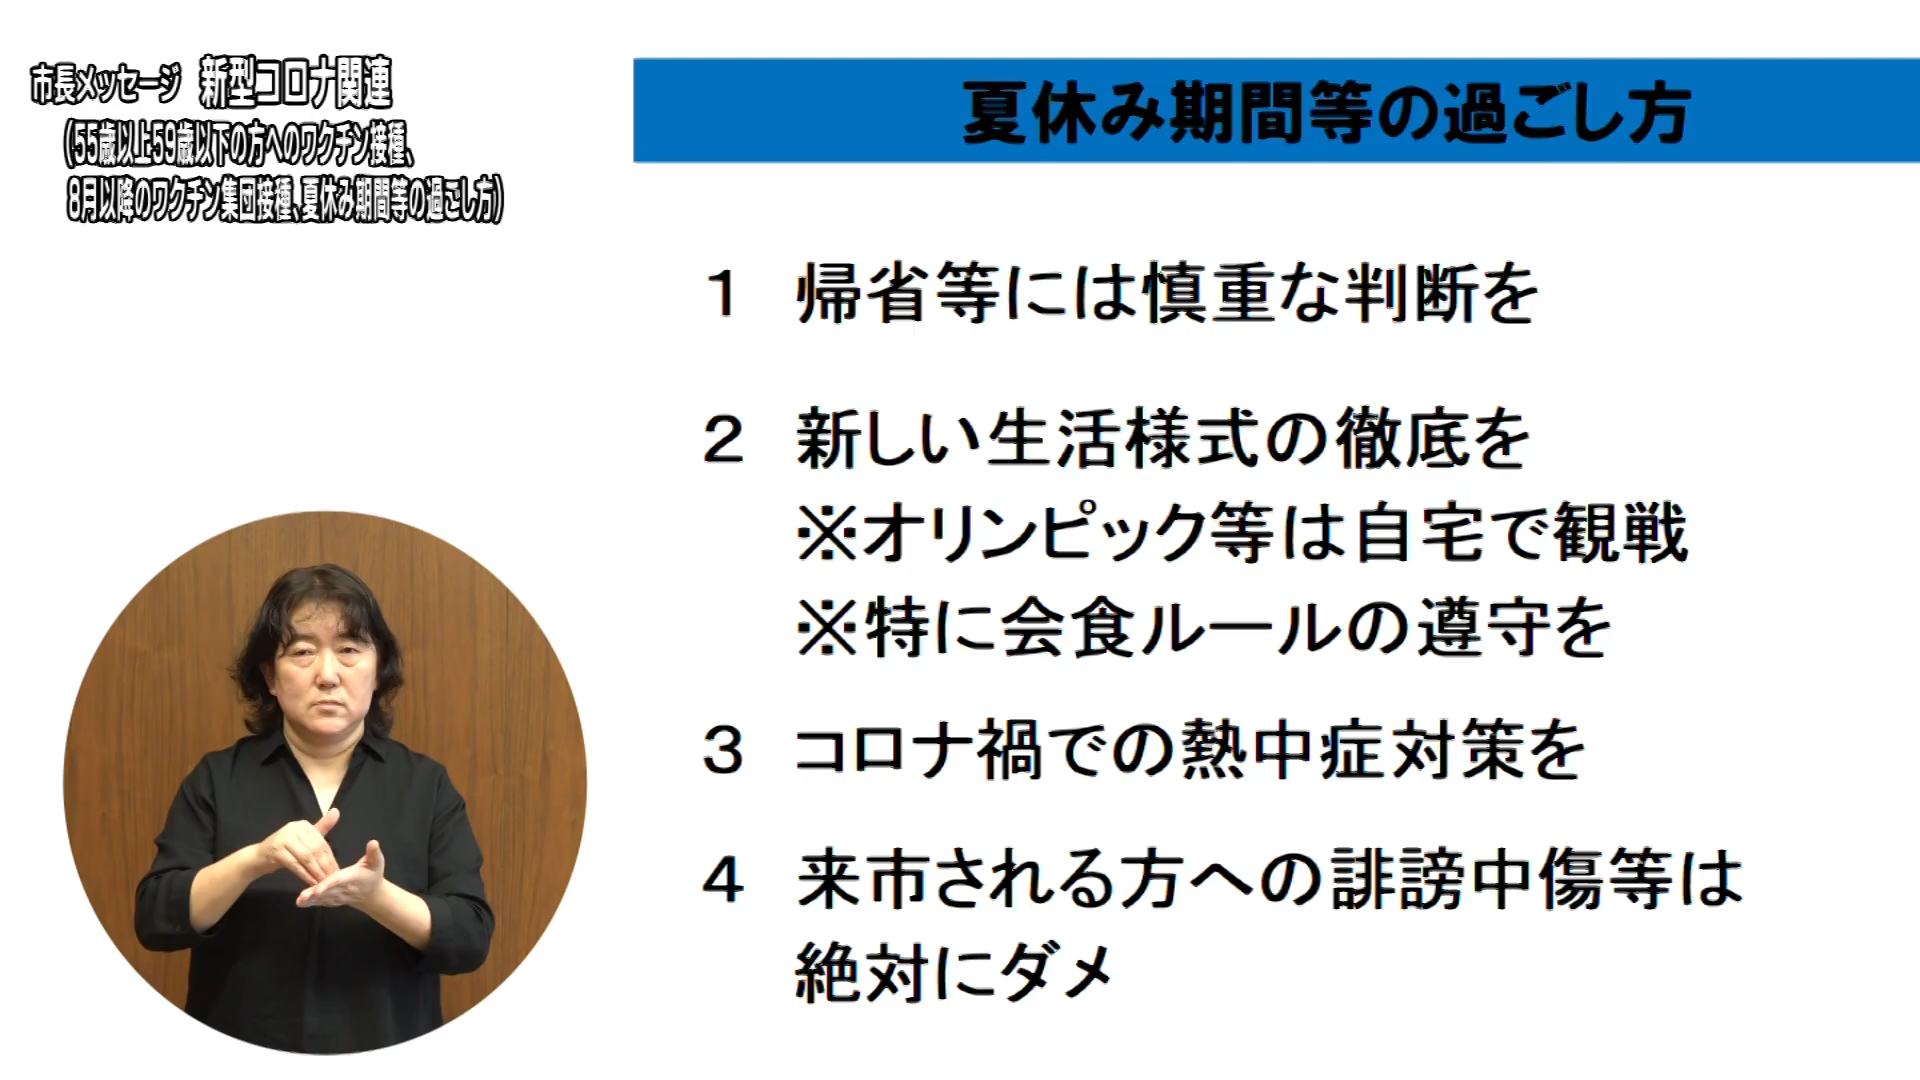 市長メッセージ　新型コロナ関連
(55歳以上59歳以下の方へのワクチン接種、
8月以降のワクチン集団接種、夏休み期間等の過ごし方)
夏休み期間等の過ごし方
１　帰省等には慎重な判断を
２　新しい生活様式の徹底を
※オリンピック等は自宅で観戦
※特に会食ルールの遵守を
３　コロナ禍での熱中症対策を
４　来市される方への誹謗中傷等は
絶対にダメ